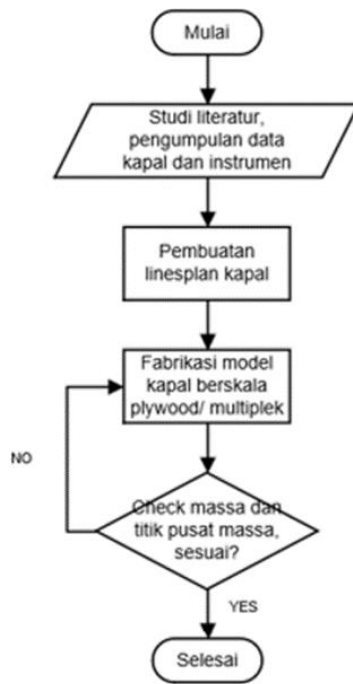 Mulai
Studi literatur,
pengumpulan data
kapal dan instrumen
Pembuatan
linesplan kapal
Fabrikasi model
kapal berskala
plywood/ multiplek
NO
Check massa dan
titik pusat massa,
sesuai?
YES
Selesai